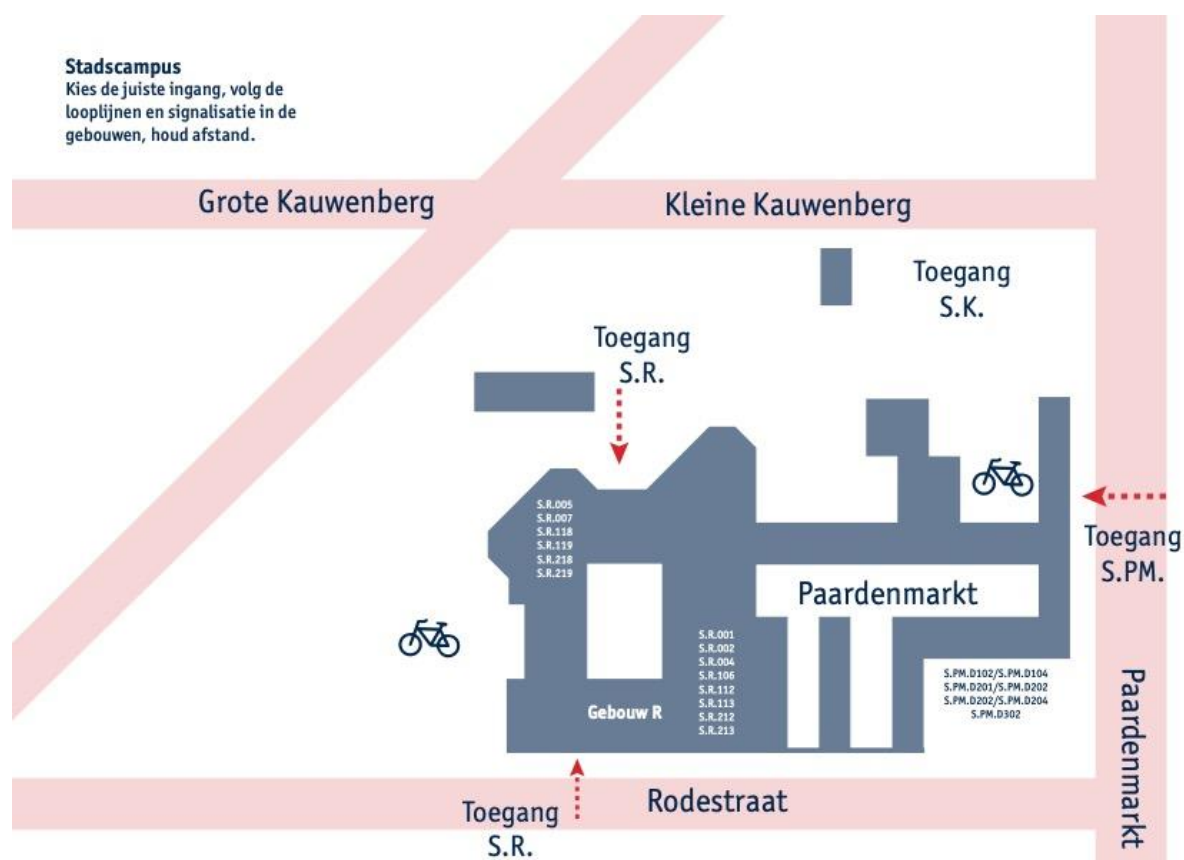 Stadscampus
Kies de juiste ingang, volg de
looplijnen en signalisatie in de
gebouwen, houd afstand.
Grote Kauwenberg
Kleine Kauwenberg
Toegang
S.K.
Toegang
S.R.
S.R.005
S.R.007
S.R.118
S.R.119
S.R.218
S.R.219
Toegang
S.PM.
Paardenmarkt
S.R.001
S.R.002
S.R.004
S.R.106
S.R.112
S.R.113
S.R.212
S.R.213
Gebouw R
S.PM.D102/S.PM.D104
S.PM.D201/S.PM.D202
S.PM.D202/S.PM.D204
S.PM.D302
Paardenmarkt
Rodestraat
Toegang
S.R.